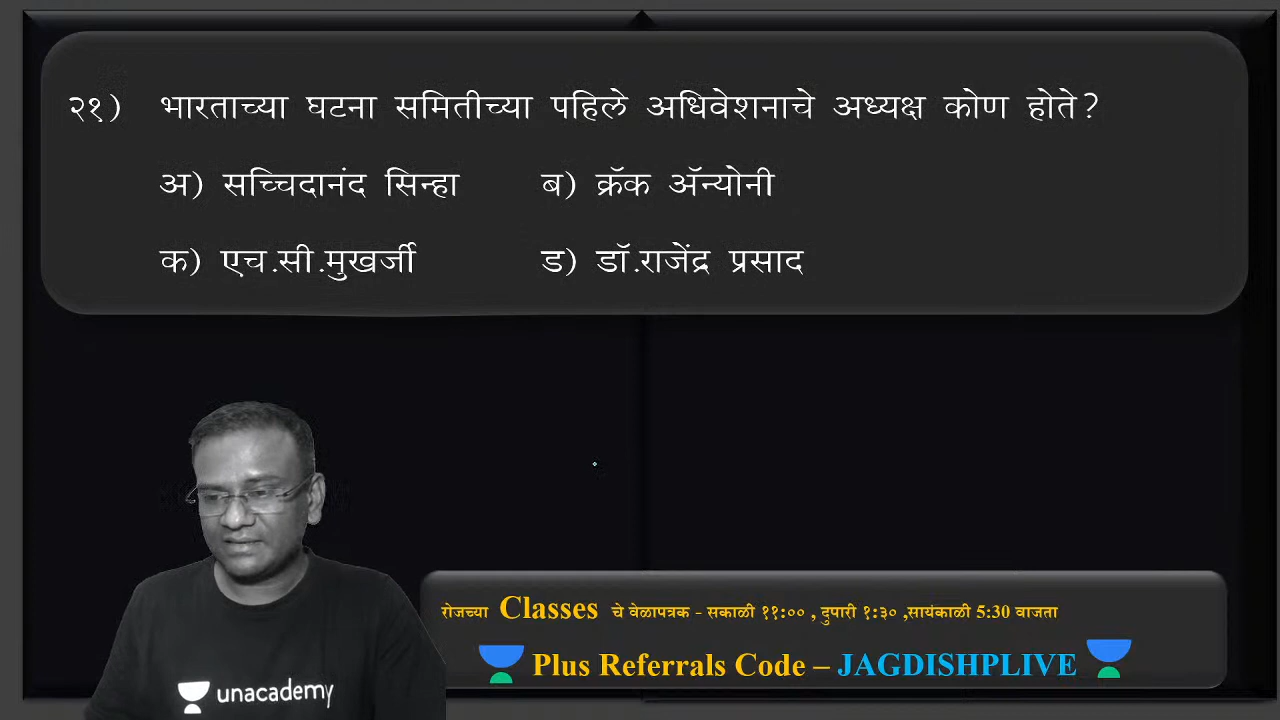 २१) भारताच्या घटना समितीच्या पहिले अधिवेशनाचे अध्यक्ष कोण होते?
अ) सच्चिदानंद सिन्हा ब) क्रॅक ॲन्योनी
क) एच.सी.मुखर्जी ड) डॉ.राजेंद्र प्रसाद
रोजच्या Classes चे वेळापत्रक - सकाळी ११:०० , दुपारी १:३० ,सायंकाळी 5:30 वाजता
Plus Referrals Code – JAGDISHPLIVE
unacademy